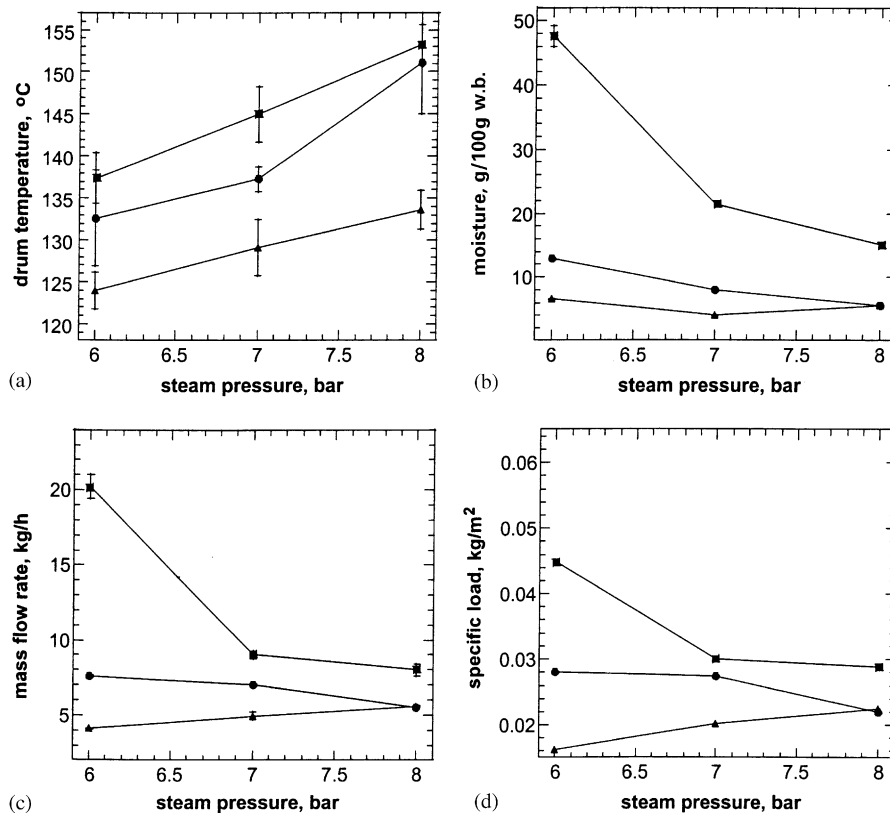 155
150
145
140
135
130
125
120
drum temperature, °C
6 6.5 7 7.5 8
steam pressure, bar
(a)
50
40
30
20
10
moisture, g/100g w.b.
6 6.5 7 7.5 8
steam pressure, bar
(b)
20
15
10
5
mass flow rate, kg/h
6 6.5 7 7.5 8
steam pressure, bar
(c)
0.06
0.05
0.04
0.03
0.02
specific load, kg/m²
6 6.5 7 7.5 8
steam pressure, bar
(d)